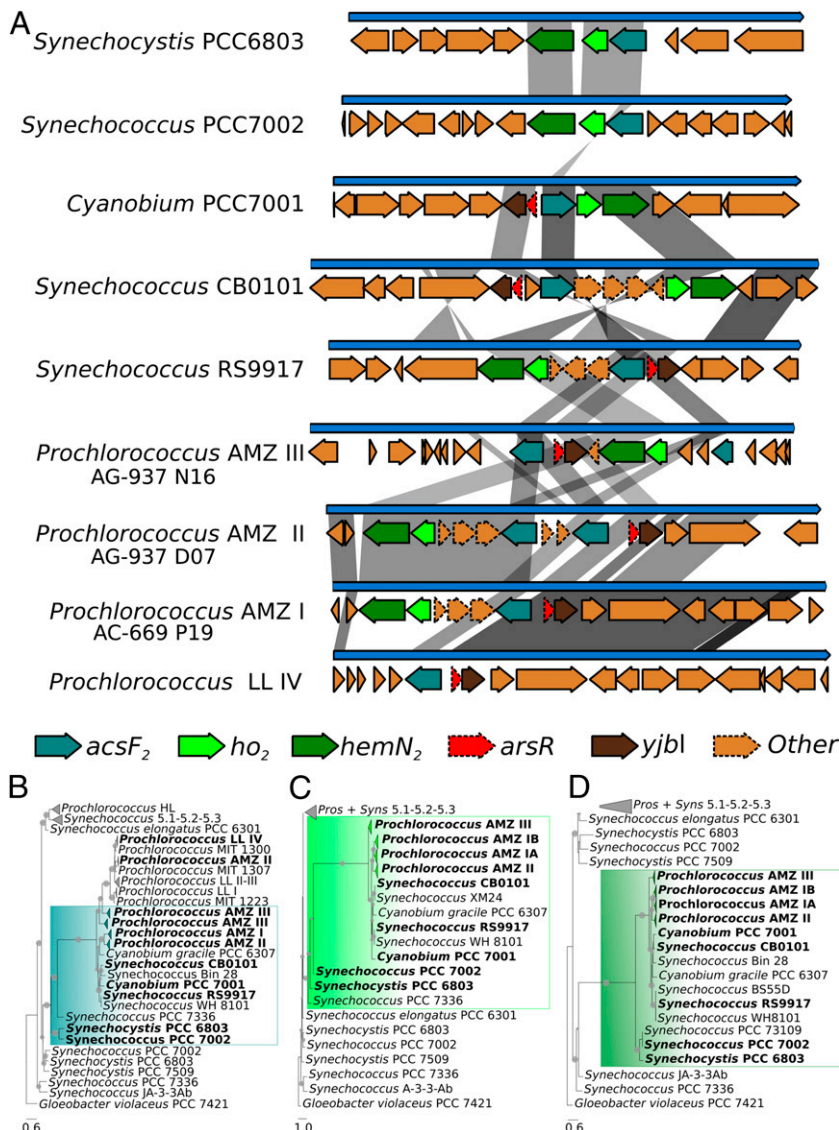 A
Synechocystis PCC6803
Synechococcus PCC7002
Cyanobium PCC7001
Synechococcus CB0101
Synechococcus RS9917
Prochlorococcus AMZ III
AG-937 N16
Prochlorococcus AMZ II
AG-937 D07
Prochlorococcus AMZ I
AC-669 P19
Prochlorococcus LL IV
acsF2 ho2 hemN2 arsR yjbl Other
B
Prochlorococcus HL
Synechococcus 5.1-5.2-5.3
Synechococcus elongatus PCC 6301
Prochlorococcus LL IV
Prochlorococcus MIT 1300
Prochlorococcus AMZ II
Prochlorococcus MIT 1307
Prochlorococcus LL II-III
Prochlorococcus LL I
Prochlorococcus MIT 1223
Prochlorococcus AMZ III
Prochlorococcus AMZ III
Prochlorococcus AMZ I
Prochlorococcus AMZ II
Cyanobium gracile PCC 6307
Synechococcus CB0101
Synechococcus Bin 28
Cyanobium PCC 7001
Synechococcus RS9917
Synechococcus WH 8101
Synechococcus PCC 7336
Synechocystis PCC 6803
Synechococcus PCC 7002
Synechococcus PCC 7002
Synechocystis PCC 6803
Synechocystis PCC 7509
Synechococcus PCC 7336
Synechococcus JA-3-3Ab
Gloeobacter violaceus PCC 7421
0.6
C
Pros + Syns 5.1-5.2-5.3
Prochlorococcus AMZ III
Prochlorococcus AMZ IB
Prochlorococcus AMZ IA
Prochlorococcus AMZ II
Synechococcus CB0101
Synechococcus XM24
Cyanobium gracile PCC 6307
Synechococcus RS9917
Synechococcus WH 8101
Cyanobium PCC 7001
Synechococcus PCC 7002
Synechocystis PCC 6803
Synechococcus PCC 7336
Synechococcus elongatus PCC 6301
Synechocystis PCC 6803
Synechococcus PCC 7002
Synechocystis PCC 7509
Synechococcus PCC 7336
Synechococcus A-3-3-Ab
Gloeobacter violaceus PCC 7421
1.0
D
Pros + Syns 5.1-5.2-5.3
Synechococcus elongatus PCC 6301
Synechocystis PCC 6803
Synechococcus PCC 7002
Synechocystis PCC 7509
Prochlorococcus AMZ III
Prochlorococcus AMZ IB
Prochlorococcus AMZ IA
Prochlorococcus AMZ II
Cyanobium PCC 7001
Synechococcus CB0101
Synechococcus Bin 28
Cyanobium gracile PCC 6307
Synechococcus BS55D
Synechococcus RS9917
Synechococcus WH8101
Synechococcus PCC 73109
Synechococcus PCC 7002
Synechocystis PCC 6803
Synechococcus JA-3-3Ab
Synechococcus PCC 7336
Gloeobacter violaceus PCC 7421
0.6